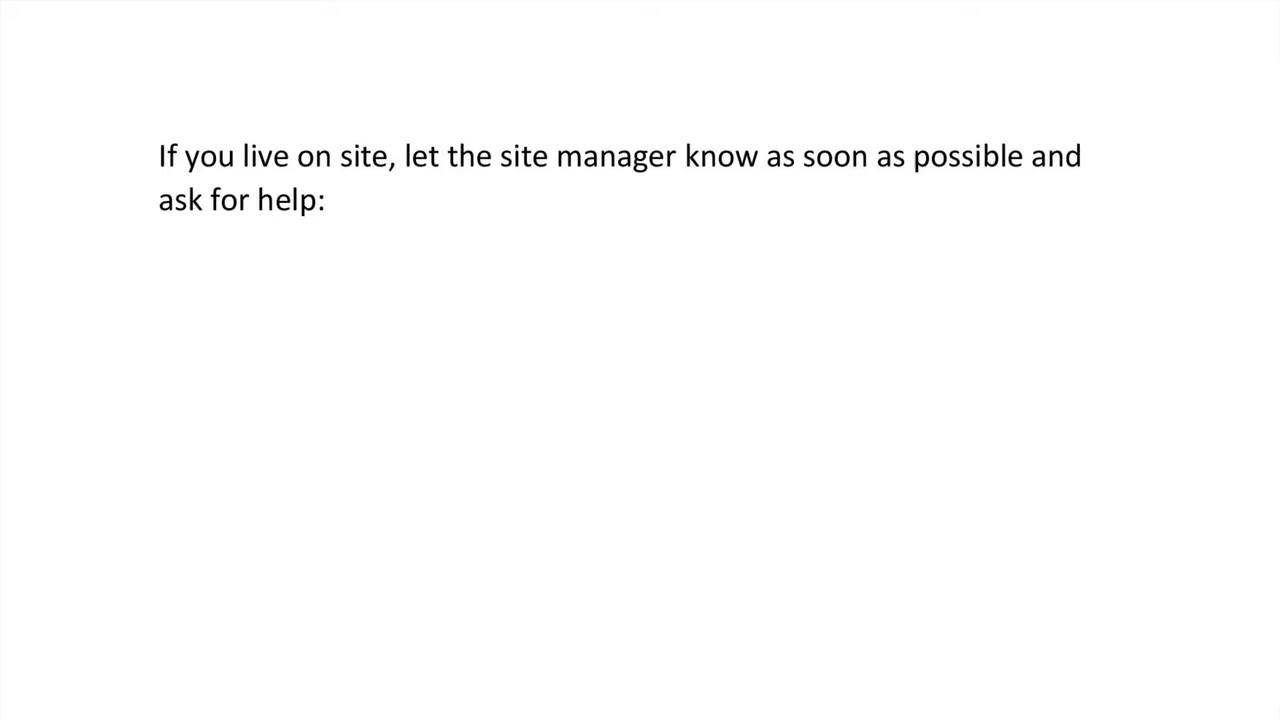 If you live on site, let the site manager know as soon as possible and
ask for help: